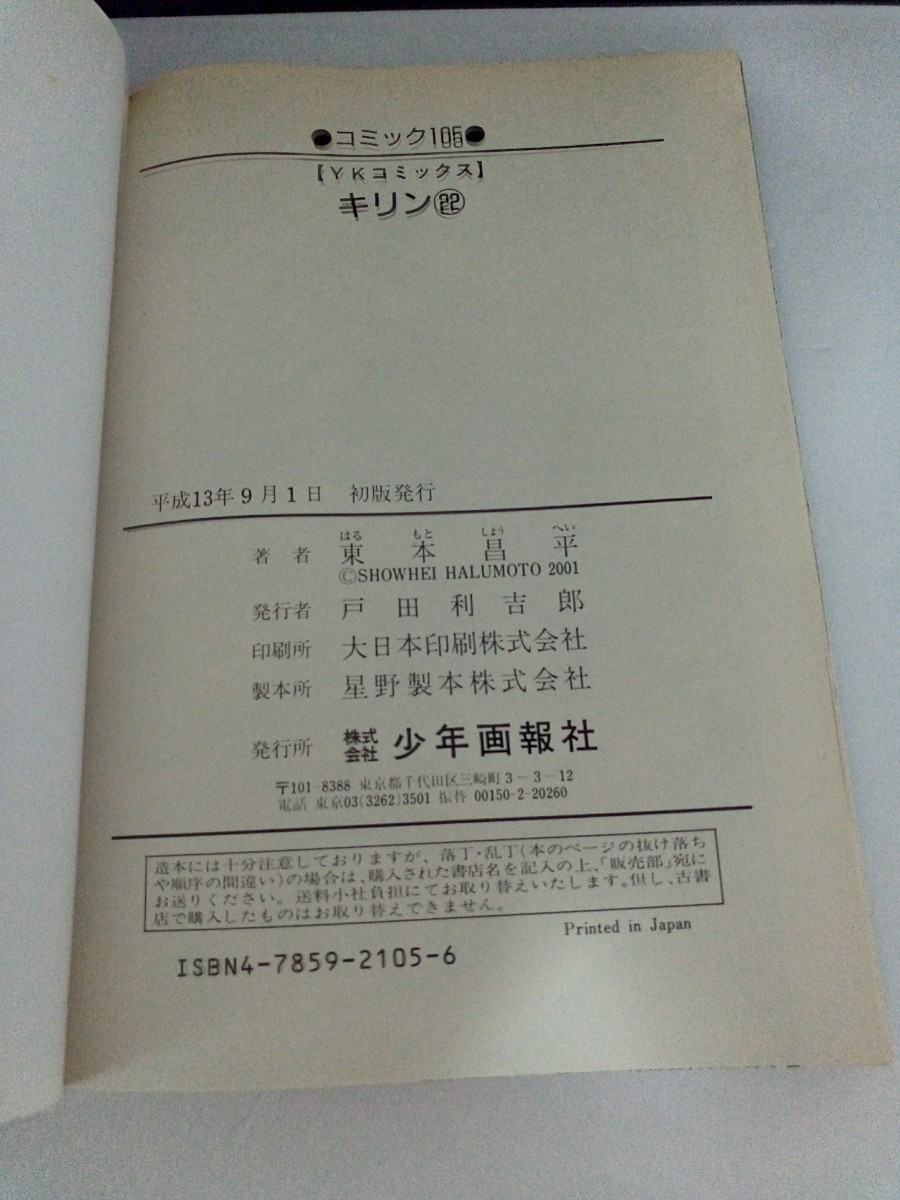 ●コミック105●
【YKコミックス】
キリン㉒
平成13年9月1日 初版発行
はる もと しょう へい
著者 東本昌平
©SHOWHEI HALUMOTO 2001
発行者 戸田利吉郎
印刷所 大日本印刷株式会社
製本所 星野製本株式会社
発行所 株式会社 少年画報社
〒101-8388 東京都千代田区三崎町3-3-12
電話 東京03(3262)3501 振替 00150-2-20260
造本には十分注意しておりますが、落丁・乱丁(本のページの抜け落ち
や順序の間違い)の場合は、購入された書店名を記入の上、「販売部」宛に
お送りください。送料小社負担にてお取り替えいたします。但し、古書
店で購入したものはお取り替えできません。
Printed in Japan
ISBN4-7859-2105-6